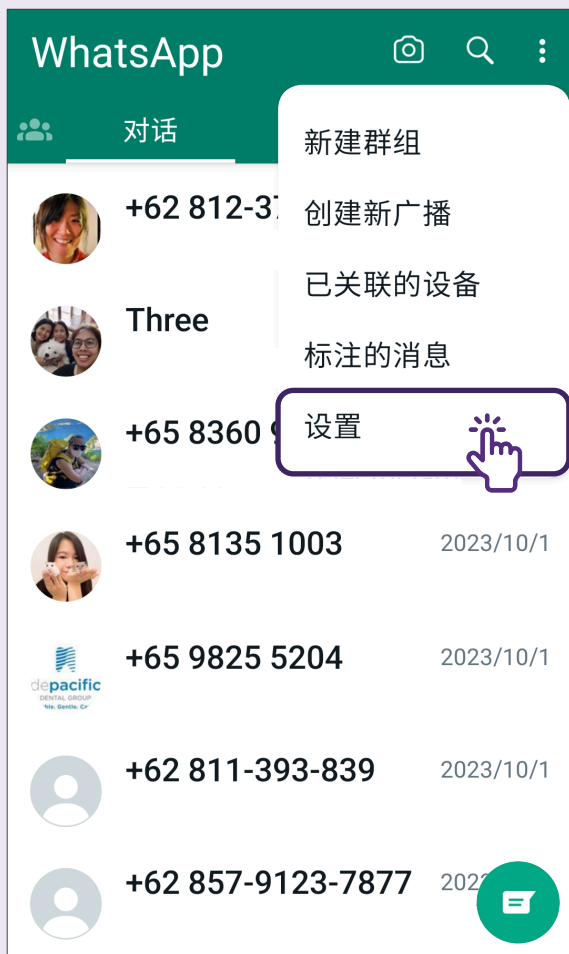 WhatsApp
对话
新建群组
创建新广播
已关联的设备
标注的消息
设置
+62 812-3
Three
+65 8360
+65 8135 1003 2023/10/1
+65 9825 5204 2023/10/1
depacific
DENTAL GROUP
+62 811-393-839 2023/10/1
+62 857-9123-7877 202